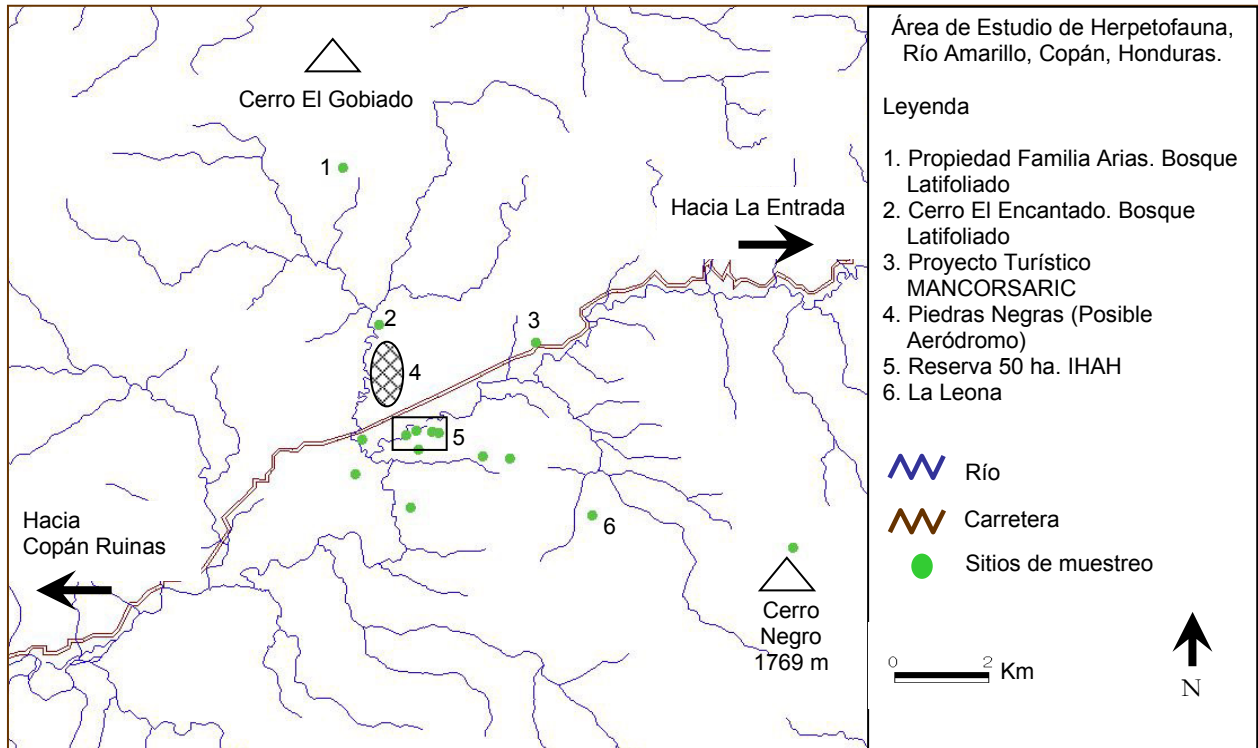 Cerro El Gobiado
1
Hacia La Entrada
2
3
4
5
6
Hacia
Copán Ruinas
Cerro
Negro
1769 m
Área de Estudio de Herpetofauna,
Río Amarillo, Copán, Honduras.
Leyenda
1. Propiedad Familia Arias. Bosque
Latifoliado
2. Cerro El Encantado. Bosque
Latifoliado
3. Proyecto Turístico
MANCORSARIC
4. Piedras Negras (Posible
Aeródromo)
5. Reserva 50 ha. IHAH
6. La Leona
Río
Carretera
Sitios de muestreo
0 2 Km
N